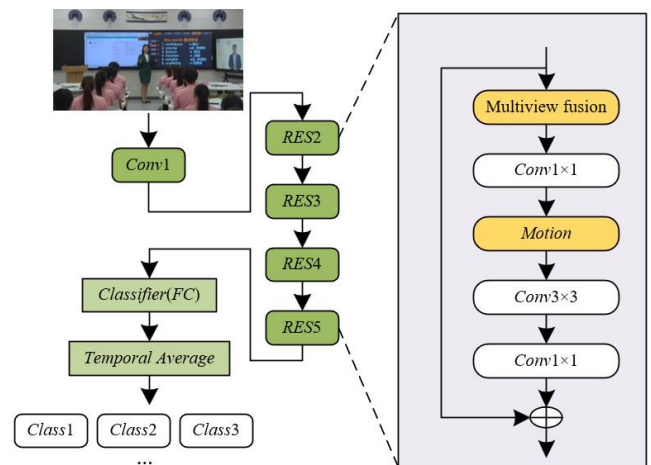 Conv1
RES2
RES3
RES4
RES5
Classifier(FC)
Temporal Average
Class1
Class2
Class3
...
Multiview fusion
Conv1×1
Motion
Conv3×3
Conv1×1